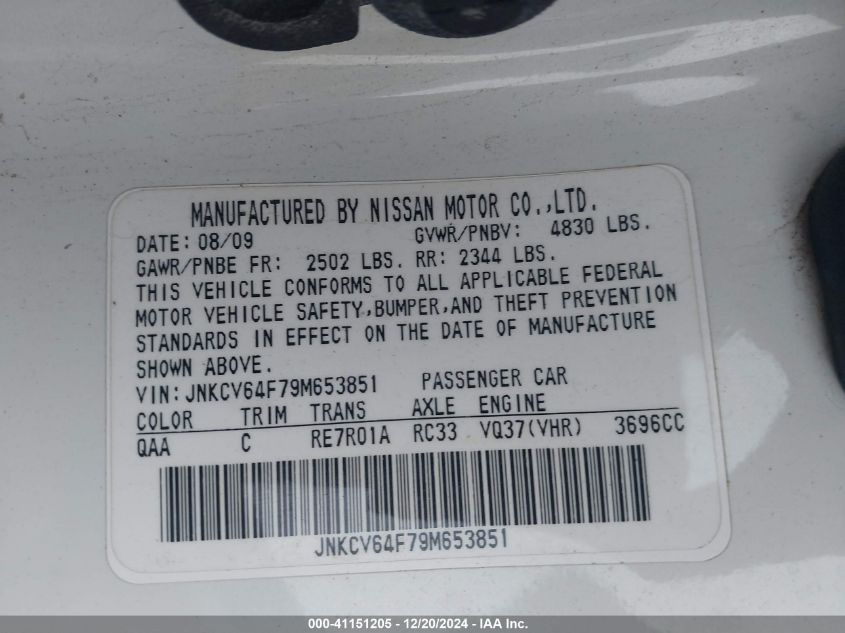 MANUFACTURED BY NISSAN MOTOR CO.,LTD.
DATE: 08/09 GVWR/PNBV: 4830 LBS.
GAWR/PNBE FR: 2502 LBS. RR: 2344 LBS.
THIS VEHICLE CONFORMS TO ALL APPLICABLE FEDERAL
MOTOR VEHICLE SAFETY,BUMPER,AND THEFT PREVENTION
STANDARDS IN EFFECT ON THE DATE OF MANUFACTURE
SHOWN ABOVE.
VIN:JNKCV64F79M653851 PASSENGER CAR
COLOR TRIM TRANS AXLE ENGINE
QAA C RE7R01A RC33 VQ37(VHR) 3696CC
JNKCV64F79M653851
000-41151205 - 12/20/2024 - IAA Inc.